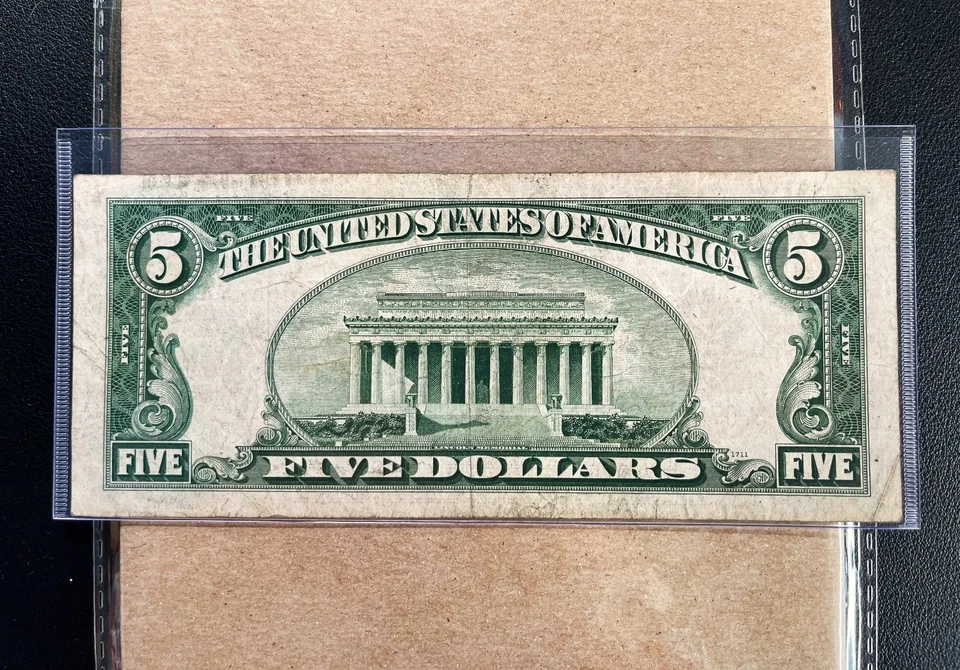 FIVE FIVE
5 THE UNITED STATES OF AMERICA 5
FIVE FIVE
FIVE FIVE DOLLARS 1711 FIVE